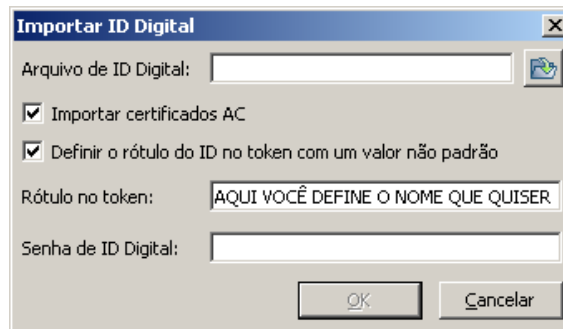 Importar ID Digital
Arquivo de ID Digital:
Importar certificados AC
Definir o rótulo do ID no token com um valor não padrão
Rótulo no token: AQUI VOCÊ DEFINE O NOME QUE QUISER
Senha de ID Digital:
OK Cancelar